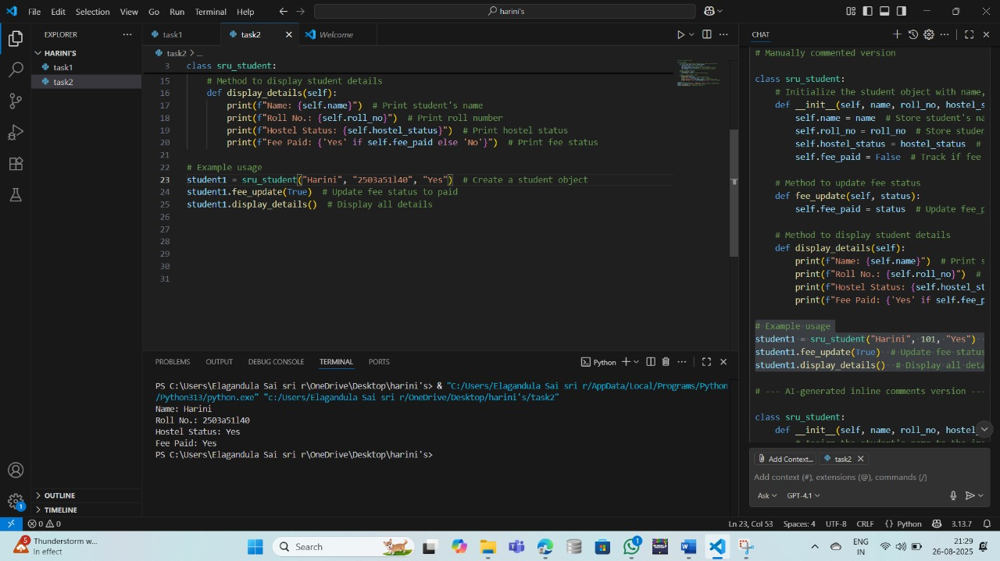 File Edit Selection View Go Run Terminal Help
harini's
EXPLORER
HARINI'S
task1
task2
OUTLINE
TIMELINE
task1
task2
Welcome
task2 > ...
3 class sru_student:
15 # Method to display student details
16 def display_details(self):
17 print(f"Name: {self.name}")  # Print student's name
18 print(f"Roll No.: {self.roll_no}")  # Print roll number
19 print(f"Hostel Status: {self.hostel_status}")  # Print hostel status
20 print(f"Fee Paid: {'Yes' if self.fee_paid else 'No'}")  # Print fee status
21
22 # Example usage
23 student1 = sru_student("Harini", "2503a51l40", "Yes")  # Create a student object
24 student1.fee_update(True)  # Update fee status to paid
25 student1.display_details()  # Display all details
26
27
28
29
30
31
PROBLEMS OUTPUT DEBUG CONSOLE TERMINAL PORTS
Python
PS C:\Users\Elagandula Sai sri r\OneDrive\Desktop\harini's> & "C:/Users/Elagandula Sai sri r/AppData/Local/Programs/Python
/Python313/python.exe" "c:/Users/Elagandula Sai sri r/OneDrive/Desktop/harini's/task2"
Name: Harini
Roll No.: 2503a51l40
Hostel Status: Yes
Fee Paid: Yes
PS C:\Users\Elagandula Sai sri r\OneDrive\Desktop\harini's>
CHAT
# Manually commented version
class sru_student:
# Initialize the student object with name,
def __init__(self, name, roll_no, hostel_s
self.name = name  # Store student's na
self.roll_no = roll_no  # Store studen
self.hostel_status = hostel_status  #
self.fee_paid = False  # Track if fee
# Method to update fee status
def fee_update(self, status):
self.fee_paid = status  # Update fee_p
# Method to display student details
def display_details(self):
print(f"Name: {self.name}")  # Print s
print(f"Roll No.: {self.roll_no}")  #
print(f"Hostel Status: {self.hostel_st
print(f"Fee Paid: {'Yes' if self.fee_p
# Example usage
student1 = sru_student("Harini", 101, "Yes")
student1.fee_update(True)  # Update fee status
student1.display_details()  # Display all deta
# --- AI-generated inline comments version ---
class sru_student:
def __init__(self, name, roll_no, hostel_
# Assign the student's name to the in
Add Context...
task2
Add context (#), extensions (@), commands (/)
Ask GPT-4.1
1
0 0
Ln 23, Col 53 Spaces: 4 UTF-8 CRLF {} Python 3.13.7
5
Thunderstorm w...
In effect
Search
1
ENG
IN
21:29
26-08-2025